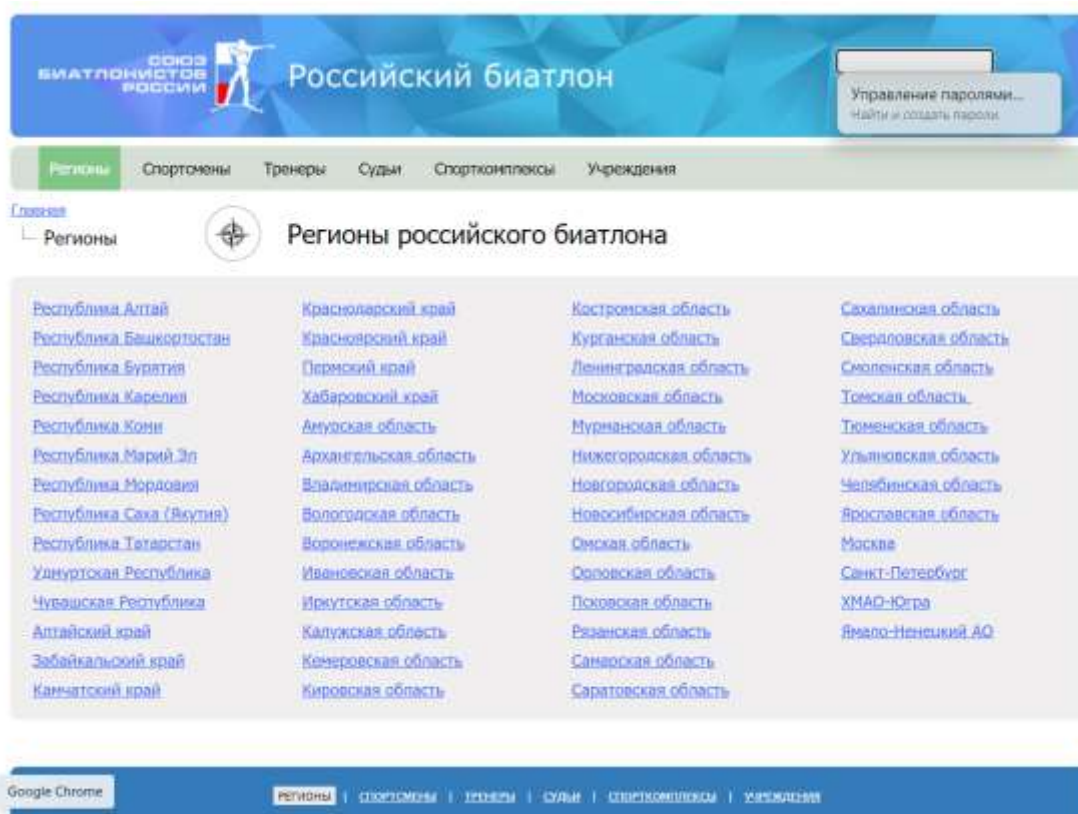 СОЮЗ
БИАТЛОНИСТОВ
РОССИИ
Российский биатлон
Управление паролями...
Найти и создать пароли
Регионы Спортсмены Тренеры Судьи Спорткомплексы Учреждения
Главная
Регионы
Регионы российского биатлона
Республика Алтай
Республика Башкортостан
Республика Бурятия
Республика Карелия
Республика Коми
Республика Марий Эл
Республика Мордовия
Республика Саха (Якутия)
Республика Татарстан
Удмуртская Республика
Чувашская Республика
Алтайский край
Забайкальский край
Камчатский край
Краснодарский край
Красноярский край
Пермский край
Хабаровский край
Амурская область
Архангельская область
Владимирская область
Вологодская область
Воронежская область
Ивановская область
Иркутская область
Калужская область
Кемеровская область
Кировская область
Костромская область
Курганская область
Ленинградская область
Московская область
Мурманская область
Нижегородская область
Новгородская область
Новосибирская область
Омская область
Орловская область
Псковская область
Рязанская область
Самарская область
Саратовская область
Сахалинская область
Свердловская область
Смоленская область
Томская область
Тюменская область
Ульяновская область
Челябинская область
Ярославская область
Москва
Санкт-Петербург
ХМАО-Югра
Ямало-Ненецкий АО
Google Chrome
РЕГИОНЫ | СПОРТСМЕНЫ | ТРЕНЕРЫ | СУДЬИ | СПОРТКОМПЛЕКСЫ | УЧРЕЖДЕНИЯ